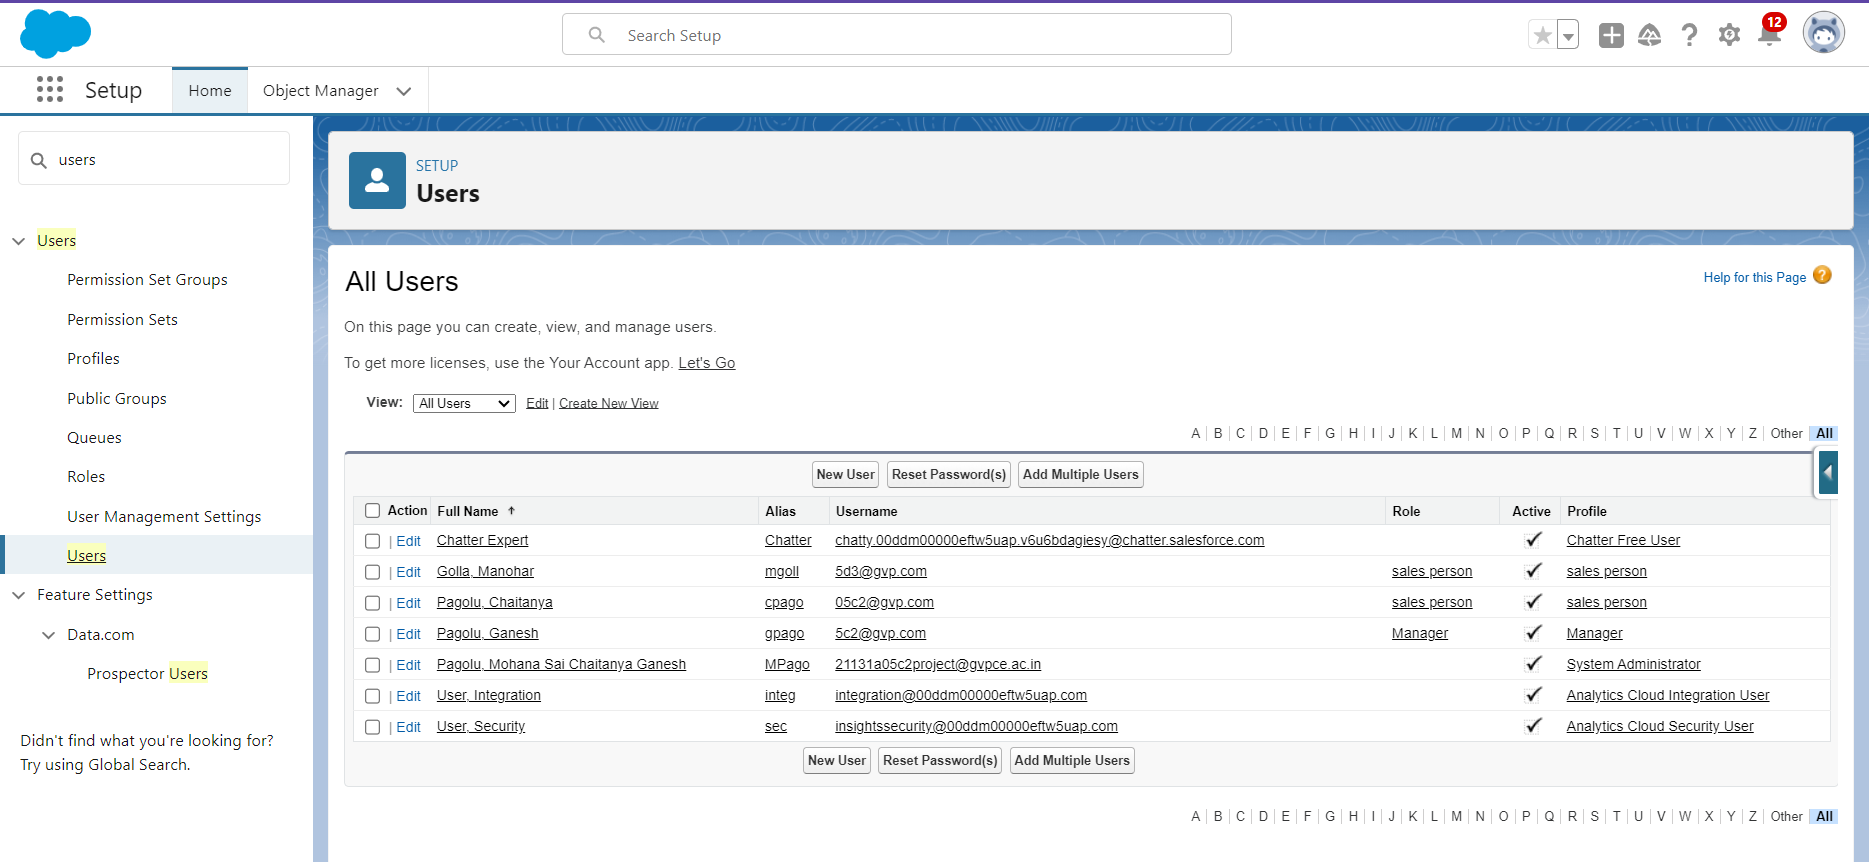 Search Setup
12
Setup
Home
Object Manager
users
Users
Permission Set Groups
Permission Sets
Profiles
Public Groups
Queues
Roles
User Management Settings
Users
Feature Settings
Data.com
Prospector Users
Didn't find what you're looking for?
Try using Global Search.
SETUP
Users
All Users
Help for this Page ?
On this page you can create, view, and manage users.
To get more licenses, use the Your Account app. Let's Go
View: All Users Edit | Create New View
A | B | C | D | E | F | G | H | I | J | K | L | M | N | O | P | Q | R | S | T | U | V | W | X | Y | Z | Other All
New User Reset Password(s) Add Multiple Users
Action Full Name ↑ Alias Username Role Active Profile
| Edit Chatter Expert Chatter chatty.00ddm00000eftw5uap.v6u6bdagiesy@chatter.salesforce.com Chatter Free User
| Edit Golla, Manohar mgoll 5d3@gvp.com sales person sales person
| Edit Pagolu, Chaitanya cpago 05c2@gvp.com sales person sales person
| Edit Pagolu, Ganesh gpago 5c2@gvp.com Manager Manager
| Edit Pagolu, Mohana Sai Chaitanya Ganesh MPago 21131a05c2project@gvpce.ac.in System Administrator
| Edit User, Integration integ integration@00ddm00000eftw5uap.com Analytics Cloud Integration User
| Edit User, Security sec insightssecurity@00ddm00000eftw5uap.com Analytics Cloud Security User
New User Reset Password(s) Add Multiple Users
A | B | C | D | E | F | G | H | I | J | K | L | M | N | O | P | Q | R | S | T | U | V | W | X | Y | Z | Other All